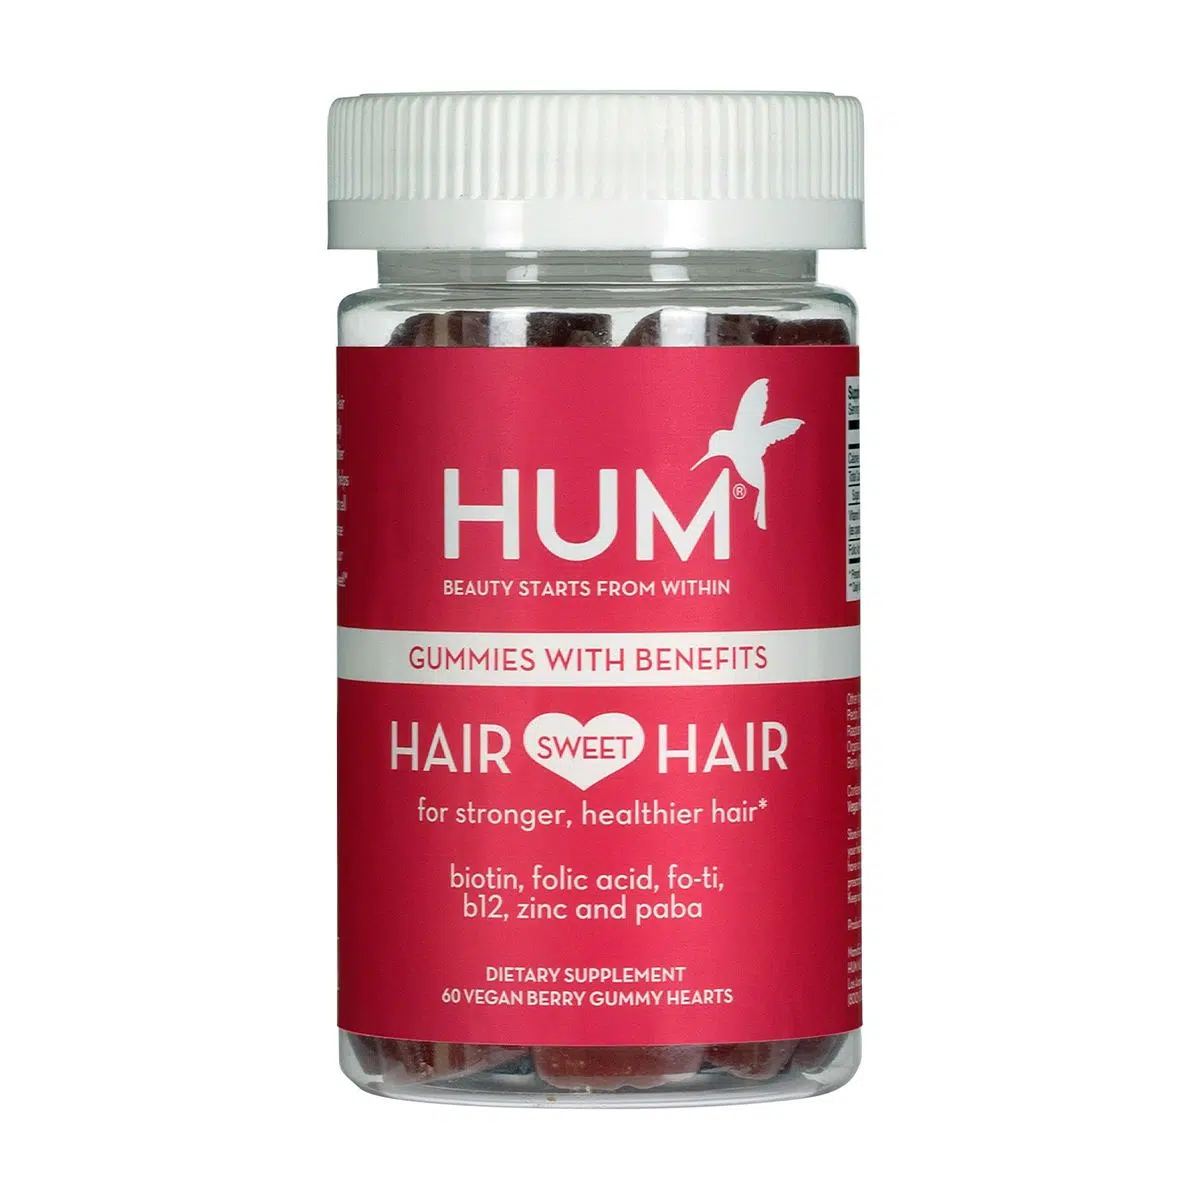 HUM®
BEAUTY STARTS FROM WITHIN
GUMMIES WITH BENEFITS
HAIR SWEET HAIR
for stronger, healthier hair*
biotin, folic acid, fo-ti,
b12, zinc and paba
DIETARY SUPPLEMENT
60 VEGAN BERRY GUMMY HEARTS